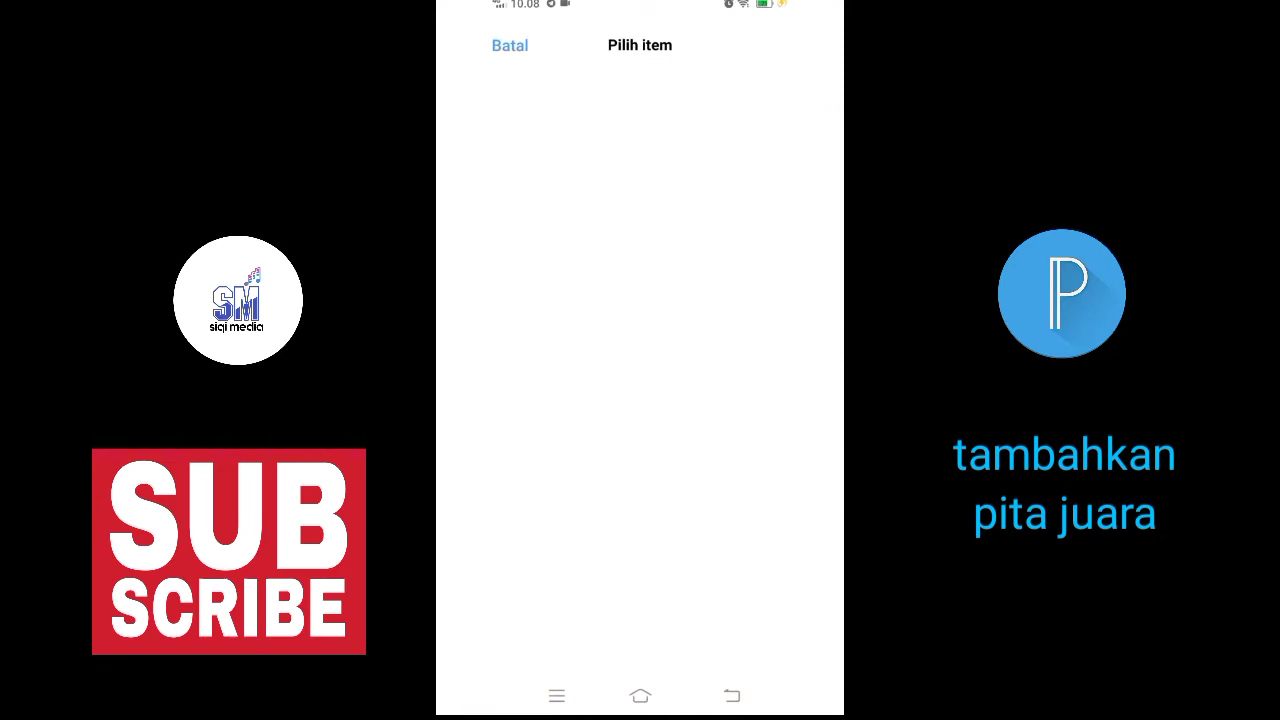 10.08
Batal
Pilih item
SM
siqi media
SUB
SCRIBE
tambahkan
pita juara